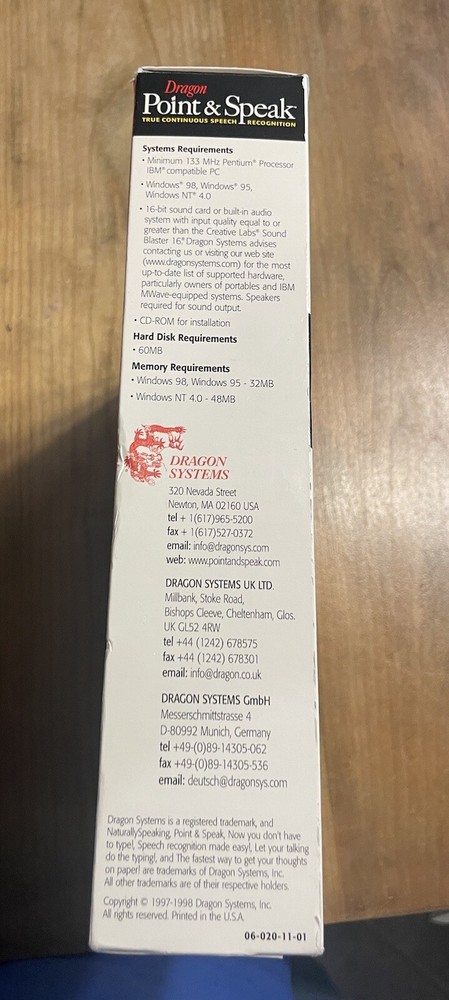 Dragon
Point & Speak™
TRUE CONTINUOUS SPEECH RECOGNITION
Systems Requirements
• Minimum 133 MHz Pentium® Processor
IBM® compatible PC
• Windows® 98, Windows® 95,
Windows NT® 4.0
• 16-bit sound card or built-in audio
system with input quality equal to or
greater than the Creative Labs® Sound
Blaster 16®. Dragon Systems advises
contacting us or visiting our web site
(www.dragonsystems.com) for the most
up-to-date list of supported hardware,
particularly owners of portables and IBM
MWave-equipped systems. Speakers
required for sound output.
• CD-ROM for installation
Hard Disk Requirements
• 60MB
Memory Requirements
• Windows 98, Windows 95 - 32MB
• Windows NT 4.0 - 48MB
DRAGON
SYSTEMS
320 Nevada Street
Newton, MA 02160 USA
tel + 1(617)965-5200
fax + 1(617)527-0372
email: info@dragonsys.com
web: www.pointandspeak.com
DRAGON SYSTEMS UK LTD.
Millbank, Stoke Road,
Bishops Cleeve, Cheltenham, Glos.
UK GL52 4RW
tel +44 (1242) 678575
fax +44 (1242) 678301
email: info@dragon.co.uk
DRAGON SYSTEMS GmbH
Messerschmittstrasse 4
D-80992 Munich, Germany
tel +49-(0)89-14305-062
fax +49-(0)89-14305-536
email: deutsch@dragonsys.com
Dragon Systems is a registered trademark, and
NaturallySpeaking, Point & Speak, Now you don't have
to type!, Speech recognition made easy!, Let your talking
do the typing!, and The fastest way to get your thoughts
on paper! are trademarks of Dragon Systems, Inc.
All other trademarks are of their respective holders.
Copyright © 1997-1998 Dragon Systems, Inc.
All rights reserved. Printed in the U.S.A.
06-020-11-01